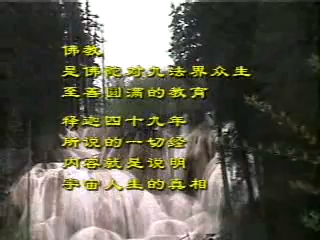 佛教
是佛陀对九法界众生
至善圆满的教育
释迦四十九年
所说的一切经
内容就是说明
宇宙人生的真相